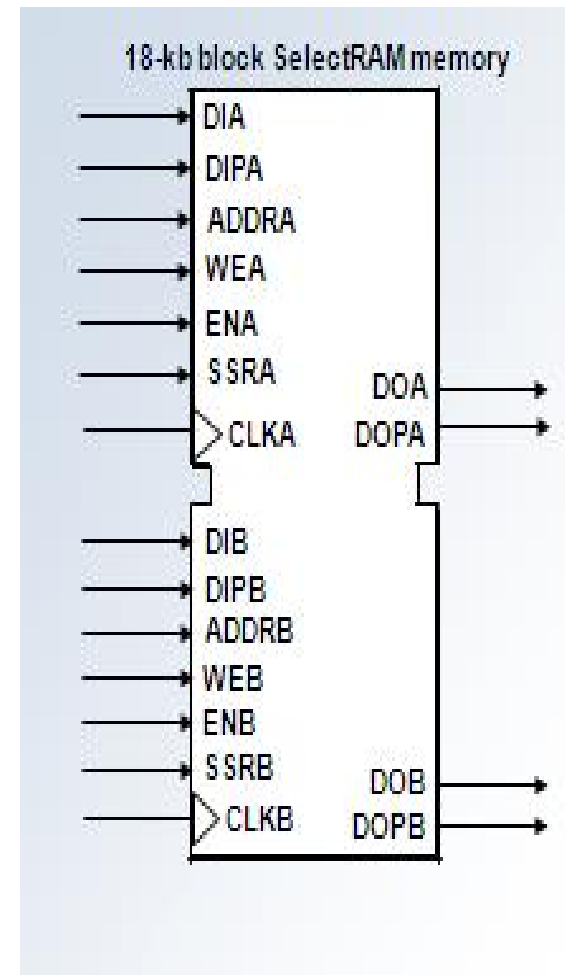 18-kb block SelectRAM memory
DIA
DIPA
ADDRA
WEA
ENA
SSRA
DOA
CLKA
DOPA
DIB
DIPB
ADDRB
WEB
ENB
SSRB
DOB
CLKB
DOPB